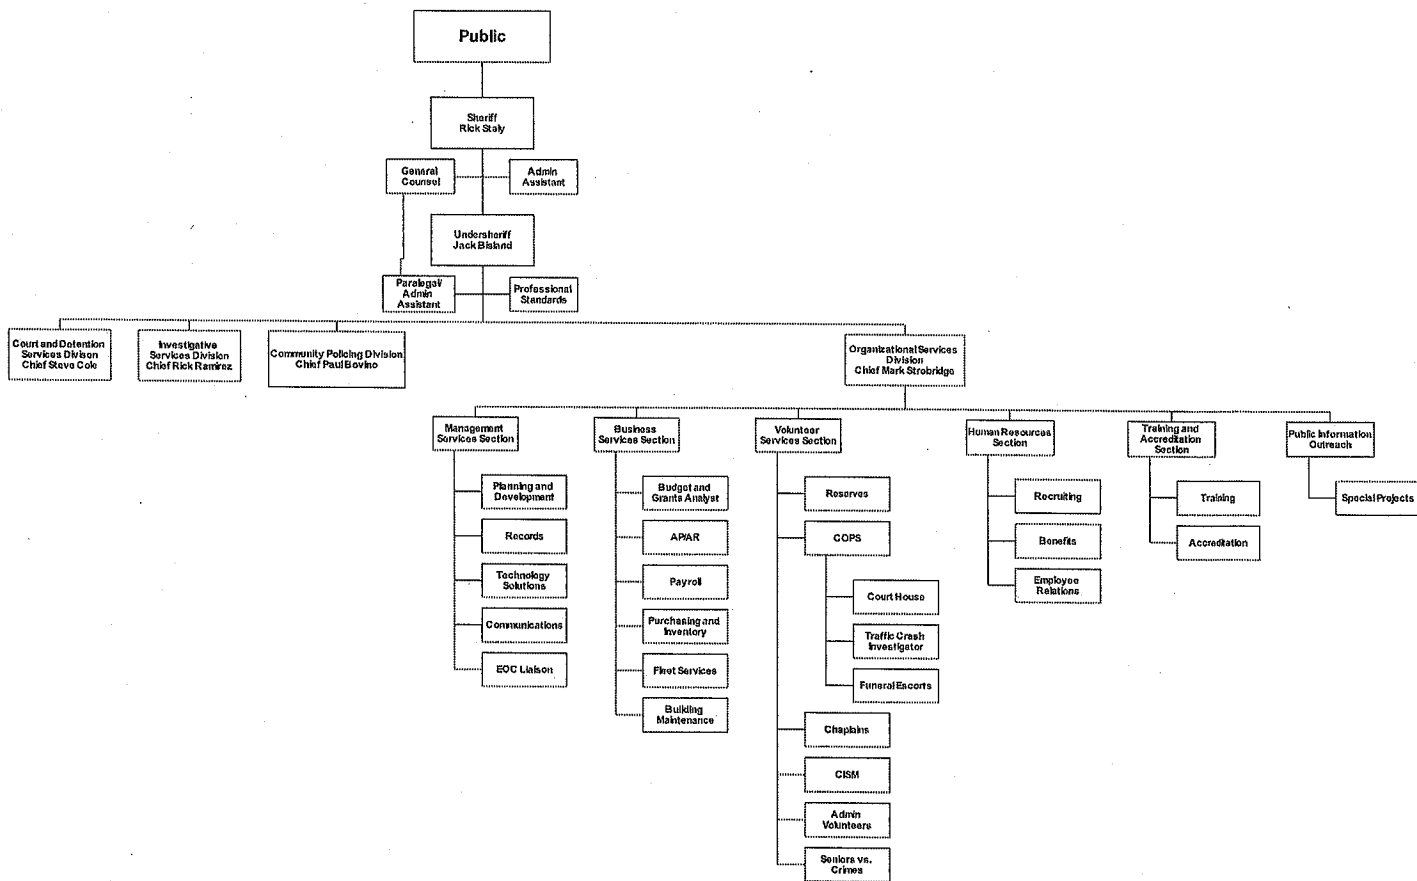 Public
Sheriff
Rick Staly
General
Counsel
Admin
Assistant
Undersheriff
Jack Bisland
Paralegal/
Admin
Assistant
Professional
Standards
Court and Detention
Services Divison
Chief Steve Cole
Investigative
Services Division
Chief Rick Ramirez
Community Policing Division
Chief Paul Bovino
Organizational Services
Division
Chief Mark Strobridge
Management
Services Section
Planning and
Development
Records
Technology
Solutions
Communications
EOC Liaison
Business
Services Section
Budget and
Grants Analyst
AP/AR
Payroll
Purchasing and
Inventory
Fleet Services
Building
Maintenance
Volunteer
Services Section
Reserves
COPS
Court House
Traffic Crash
Investigator
Funeral Escorts
Chaplains
CISM
Admin
Volunteers
Seniors vs.
Crimes
Human Resources
Section
Recruiting
Benefits
Employee
Relations
Training and
Accreditation
Section
Training
Accreditation
Public Information
Outreach
Special Projects